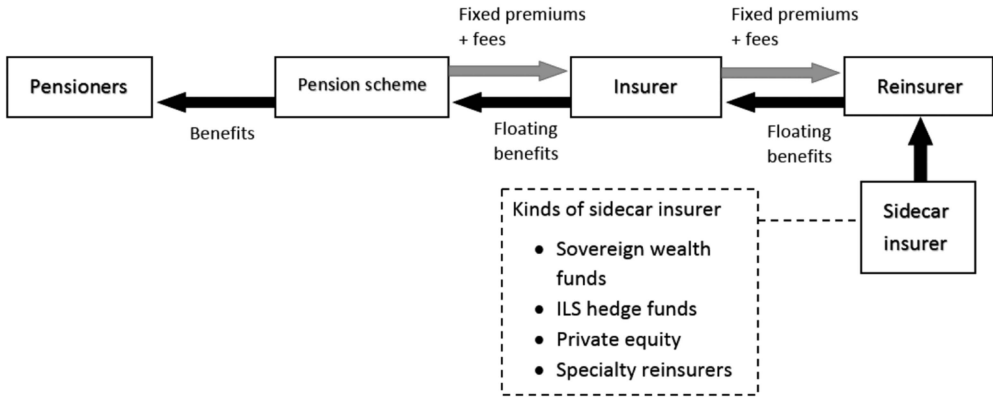 Fixed premiums
+ fees
Fixed premiums
+ fees
Pensioners
Pension scheme
Insurer
Reinsurer
Benefits
Floating
benefits
Floating
benefits
Kinds of sidecar insurer
• Sovereign wealth
funds
• ILS hedge funds
• Private equity
• Specialty reinsurers
Sidecar
insurer